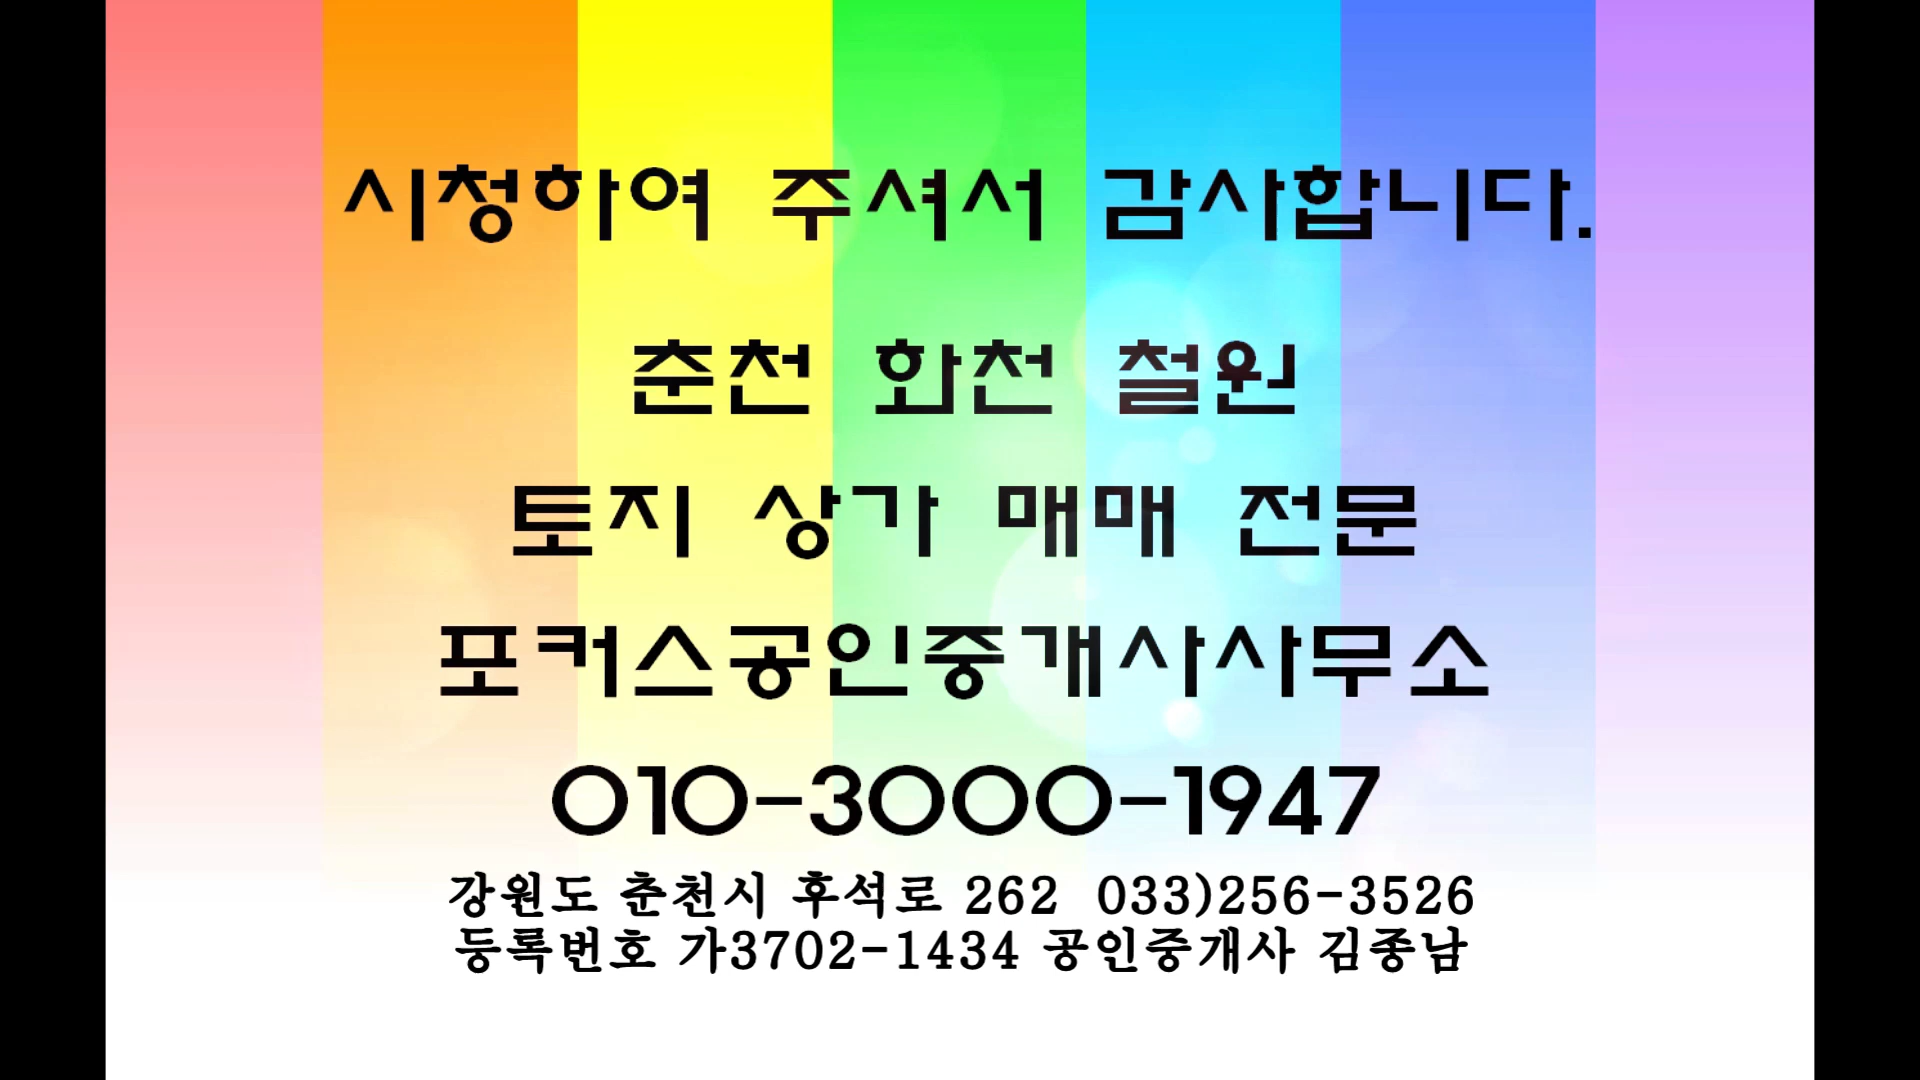 시청하여 주셔서 감사합니다.
춘천 화천 철원
토지 상가 매매 전문
포커스공인중개사사무소
010-3000-1947
강원도 춘천시 후석로 262 033)256-3526
등록번호 가3702-1434 공인중개사 김종남